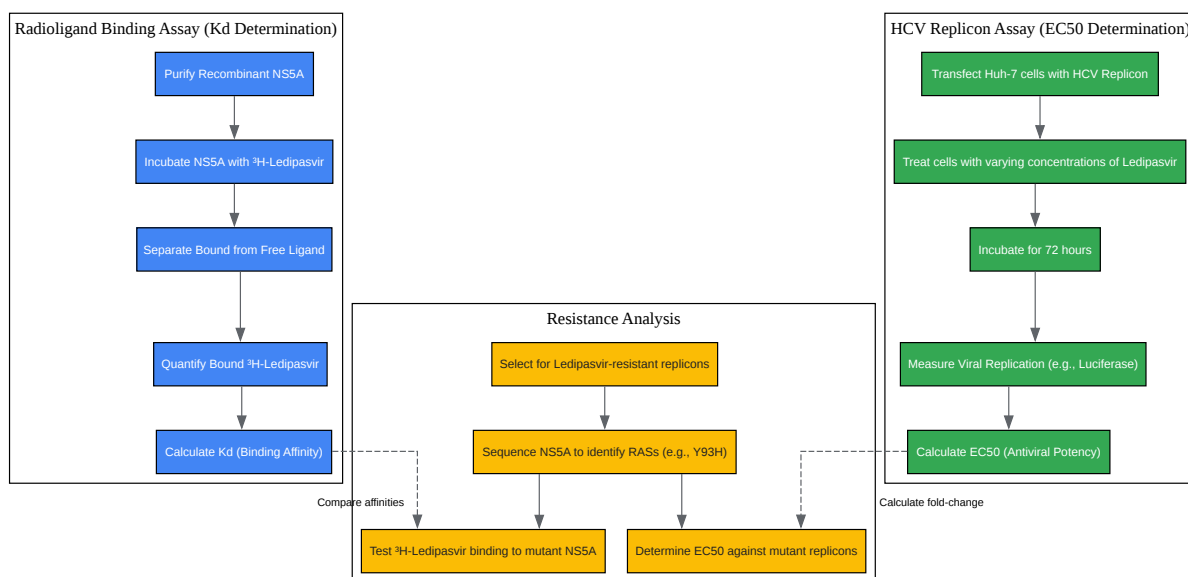 Radioligand Binding Assay (Kd Determination)
Purify Recombinant NS5A
Incubate NS5A with ³H-Ledipasvir
Separate Bound from Free Ligand
Quantify Bound ³H-Ledipasvir
Calculate Kd (Binding Affinity)
HCV Replicon Assay (EC50 Determination)
Transfect Huh-7 cells with HCV Replicon
Treat cells with varying concentrations of Ledipasvir
Incubate for 72 hours
Measure Viral Replication (e.g., Luciferase)
Calculate EC50 (Antiviral Potency)
Resistance Analysis
Select for Ledipasvir-resistant replicons
Sequence NS5A to identify RASs (e.g., Y93H)
Compare affinities
Calculate fold-change
Test ³H-Ledipasvir binding to mutant NS5A
Determine EC50 against mutant replicons